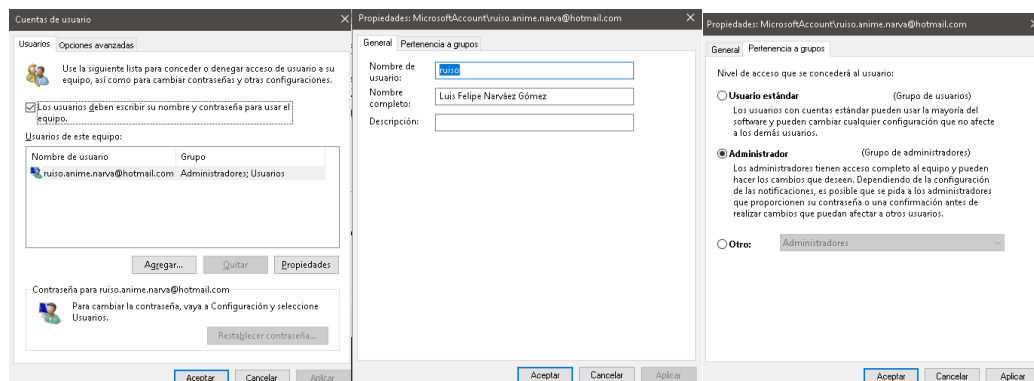 Cuentas de usuario
Usuarios
Opciones avanzadas
Use la siguiente lista para conceder o denegar acceso de usuario a su
equipo, así como para cambiar contraseñas y otras configuraciones.
Los usuarios deben escribir su nombre y contraseña para usar el
equipo.
Usuarios de este equipo:
Nombre de usuario
Grupo
ruiso.anime.narva@hotmail.com
Administradores; Usuarios
Agregar...
Quitar
Propiedades
Contraseña para ruiso.anime.narva@hotmail.com
Para cambiar la contraseña, vaya a Configuración y seleccione
Usuarios.
Restablecer contraseña...
Aceptar
Cancelar
Aplicar
Propiedades: MicrosoftAccount\ruiso.anime.narva@hotmail.com
General
Pertenencia a grupos
Nombre de
usuario:
ruiso
Nombre
completo:
Luis Felipe Narváez Gómez
Descripción:
Aceptar
Cancelar
Aplicar
Propiedades: MicrosoftAccount\ruiso.anime.narva@hotmail.com
General
Pertenencia a grupos
Nivel de acceso que se concederá al usuario:
Usuario estándar
(Grupo de usuarios)
Los usuarios con cuentas estándar pueden usar la mayoría del
software y pueden cambiar cualquier configuración que no afecte
a los demás usuarios.
Administrador
(Grupo de administradores)
Los administradores tienen acceso completo al equipo y pueden
hacer los cambios que deseen. Dependiendo de la configuración
de las notificaciones, es posible que se pida a los administradores
que proporcionen su contraseña o una confirmación antes de
realizar cambios que puedan afectar a otros usuarios.
Otro:
Administradores
Aceptar
Cancelar
Aplicar